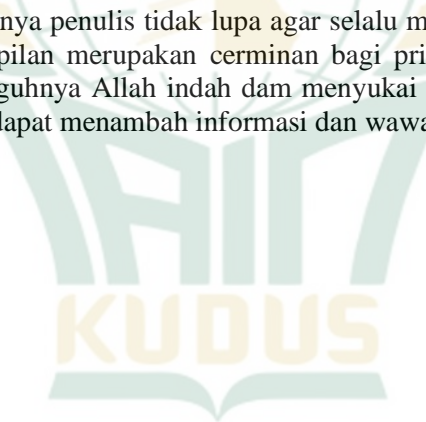 nya penulis tidak lupa agar selalu m
pilan merupakan cerminan bagi pri
guhnya Allah indah dam menyukai
dapat menambah informasi dan wawa
IAIN
KUDUS